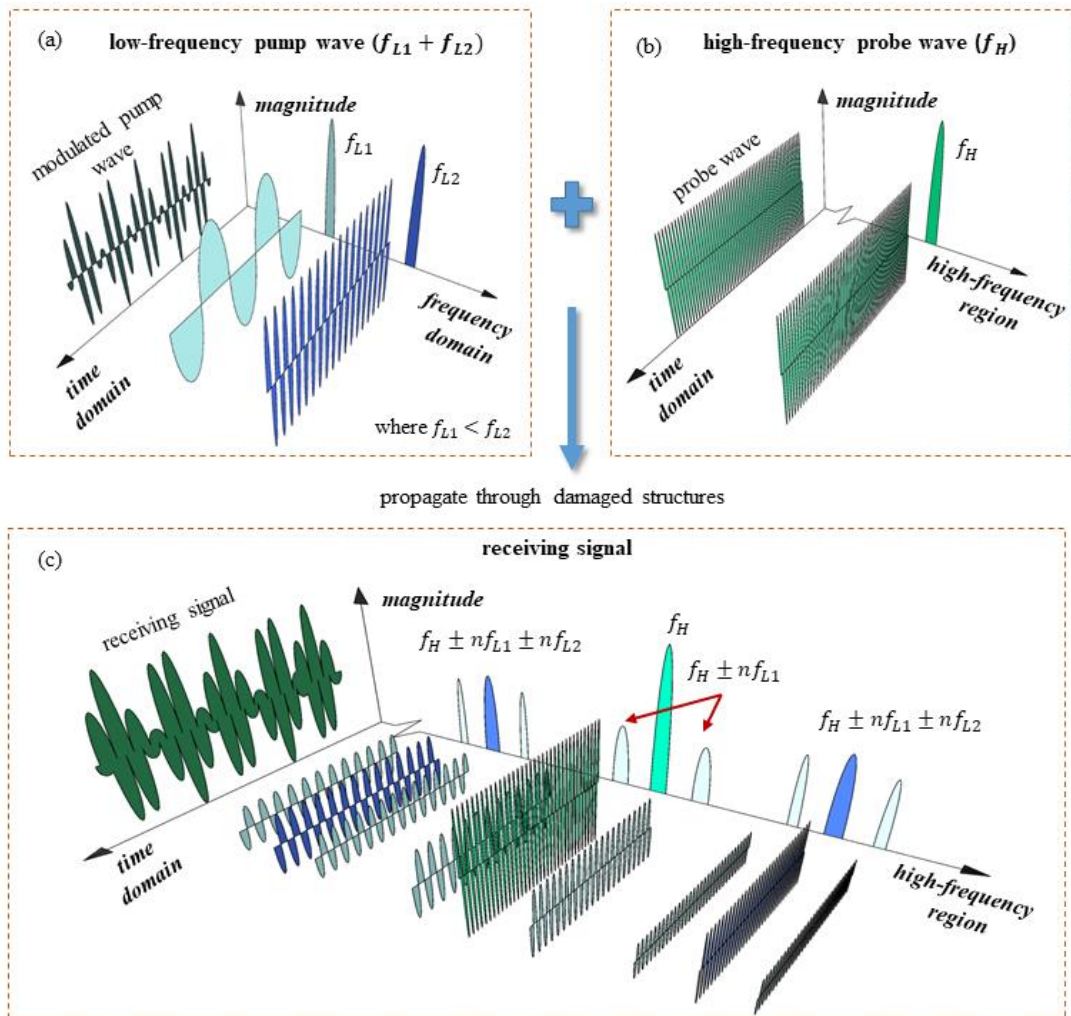 (a)
low-frequency pump wave (f_{L1} + f_{L2})
modulated pump
wave
magnitude
f_{L1}
f_{L2}
frequency
domain
time
domain
where f_{L1} < f_{L2}
(b)
high-frequency probe wave (f_H)
probe wave
f_H
high-frequency
region
time
domain
propagate through damaged structures
(c)
receiving signal
receiving signal
magnitude
f_H ± nf_{L1} ± nf_{L2}
f_H
f_H ± nf_{L1}
f_H ± nf_{L1} ± nf_{L2}
time
domain
high-frequency
region